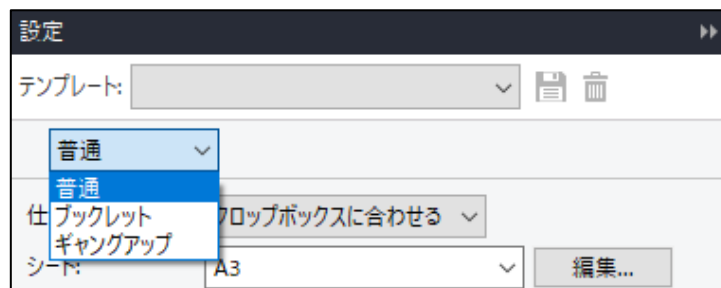 設定
テンプレート:
普通
普通
ブックレット
ギャングアップ
仕
ロップボックスに合わせる
シート:
A3
編集...